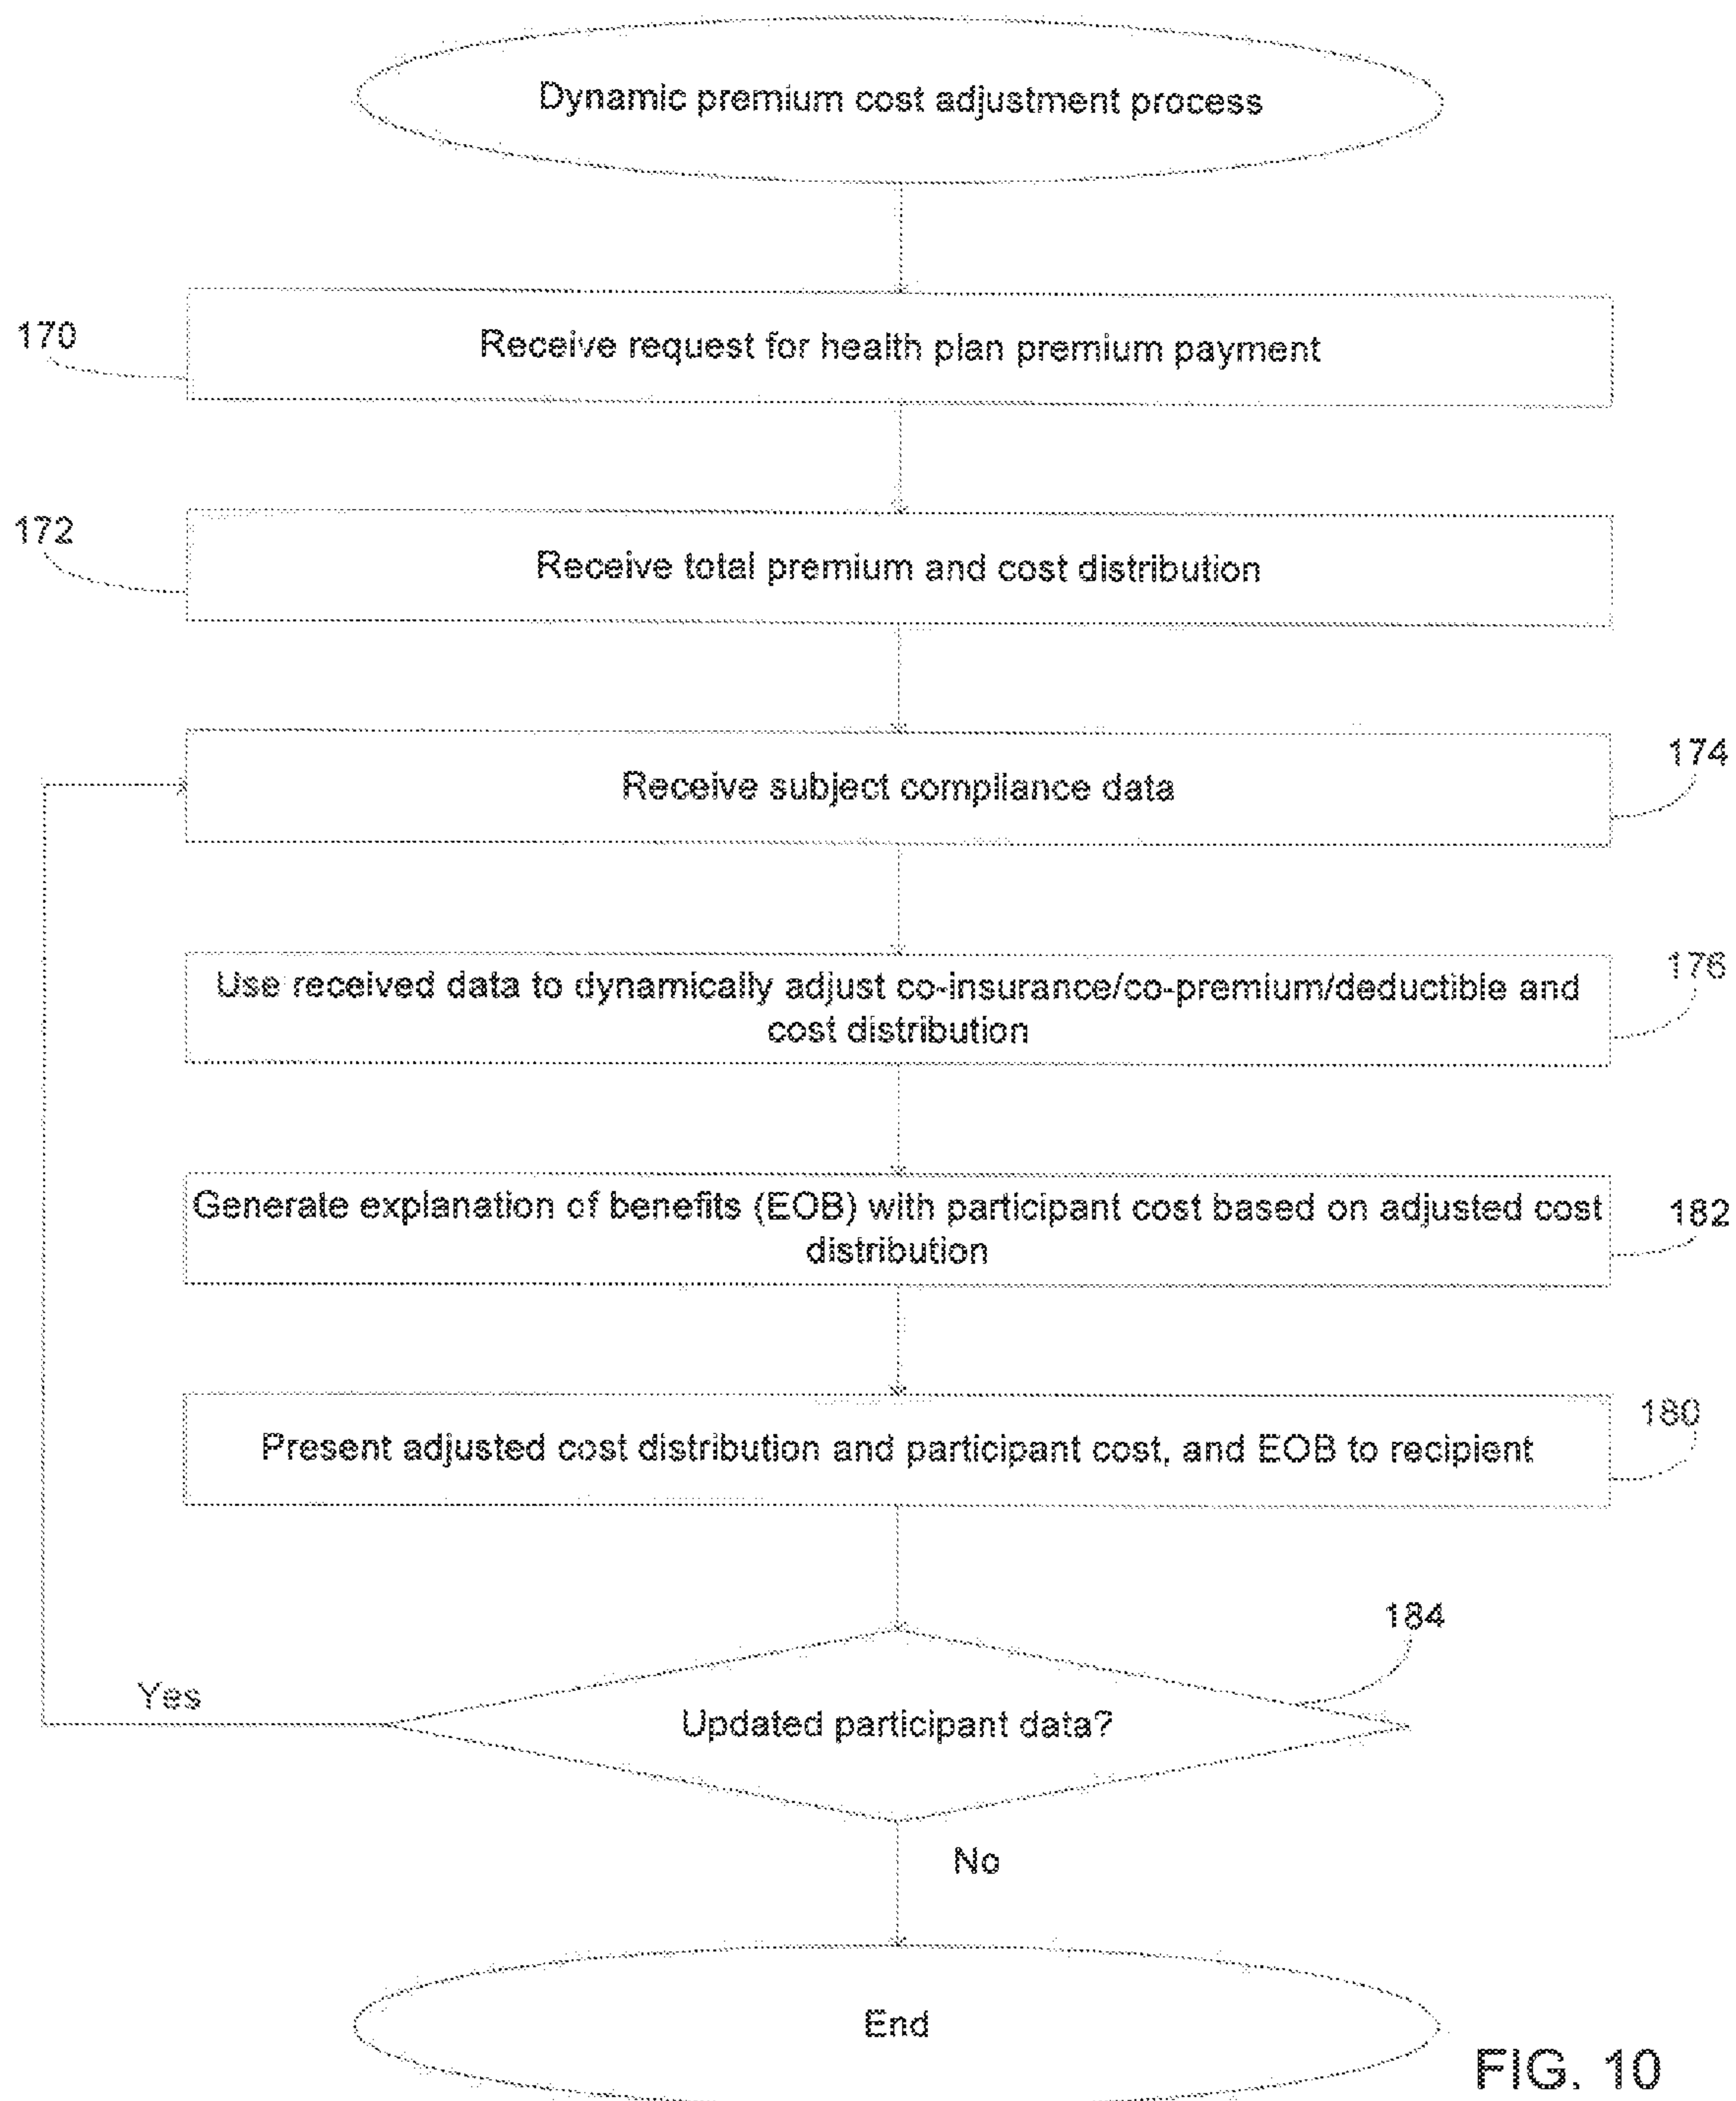 Dynamic premium cost adjustment process
170
Receive request for health plan premium payment
172
Receive total premium and cost distribution
174
Receive subject compliance data
176
Use received data to dynamically adjust co-insurance/co-premium/deductible and
cost distribution
182
Generate explanation of benefits (EOB) with participant cost based on adjusted cost
distribution
180
Present adjusted cost distribution and participant cost, and EOB to recipient
184
Yes
Updated participant data?
No
End
FIG. 10